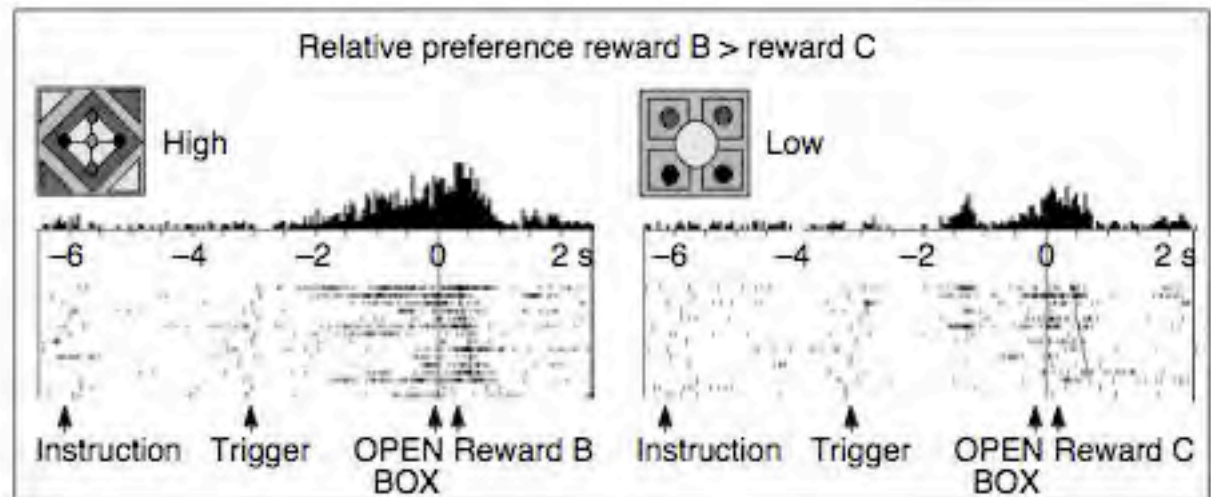 Relative preference reward B > reward C
High
Low
−6 −4 −2 0 2 s
−6 −4 −2 0 2 s
Instruction Trigger OPEN Reward B
BOX
Instruction Trigger OPEN Reward C
BOX